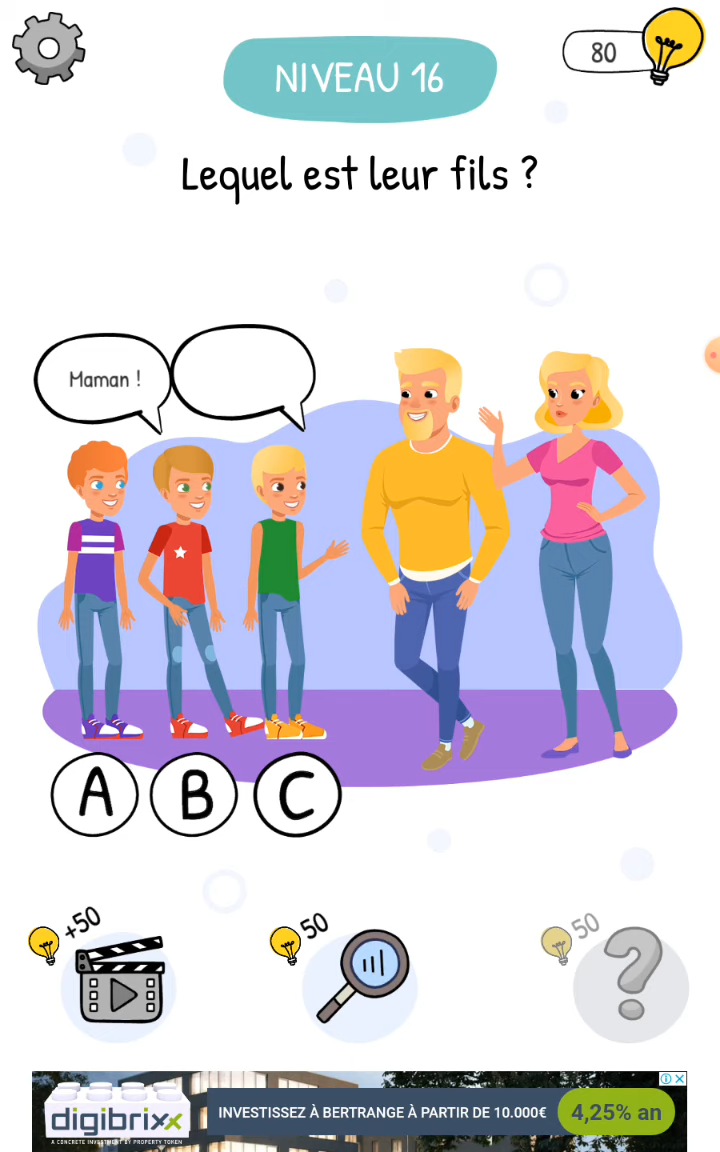 80
NIVEAU 16
Lequel est leur fils ?
Maman !
A B C
+50
50
50
digibrixx
A CONCRETE INVESTMENT BY PROPERTY TOKEN
INVESTISSEZ À BERTRANGE À PARTIR DE 10.000€
4,25% an